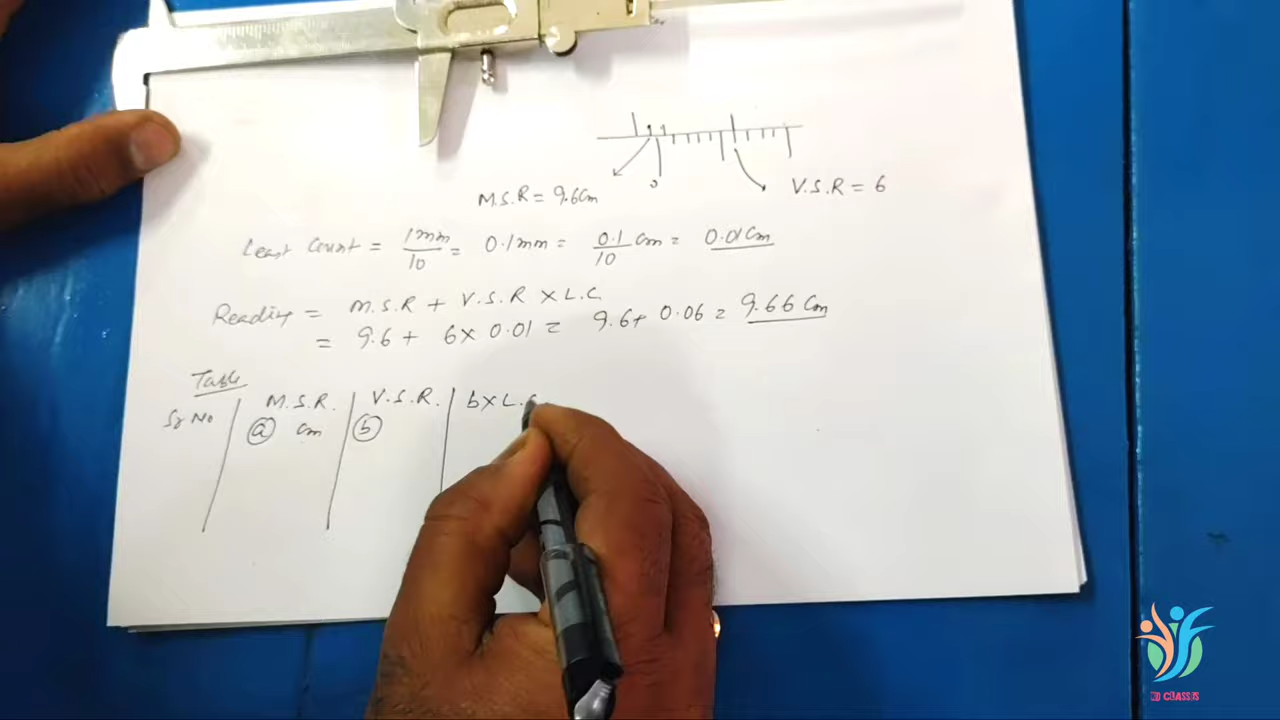 0
M.S.R = 9.6Cm
V.S.R = 6
Least Count = 1mm/10 = 0.1mm = 0.1/10 Cm = 0.01Cm
Reading = M.S.R + V.S.R × L.C
= 9.6 + 6 × 0.01 = 9.6 + 0.06 = 9.66 Cm
Table
Sr No M.S.R. V.S.R. b × L.C
a cm b